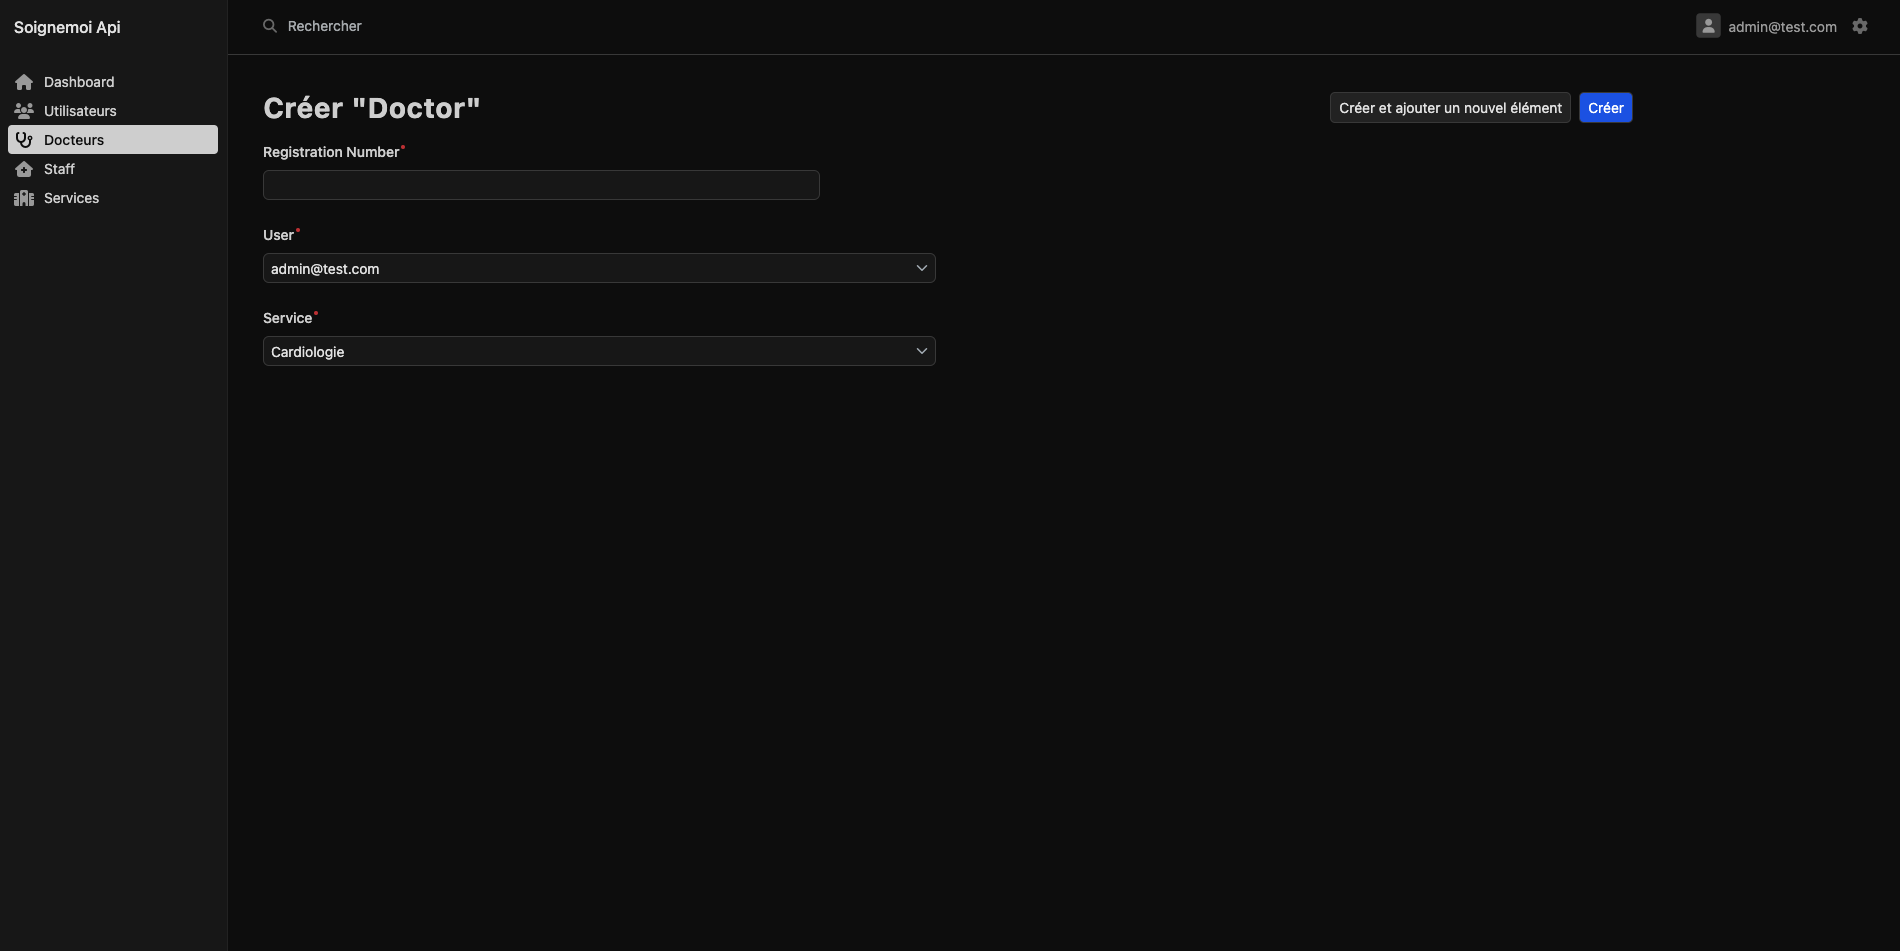 Soignemoi Api
Dashboard
Utilisateurs
Docteurs
Staff
Services
Rechercher
admin@test.com
Créer "Doctor"
Créer et ajouter un nouvel élément
Créer
Registration Number
User
admin@test.com
Service
Cardiologie